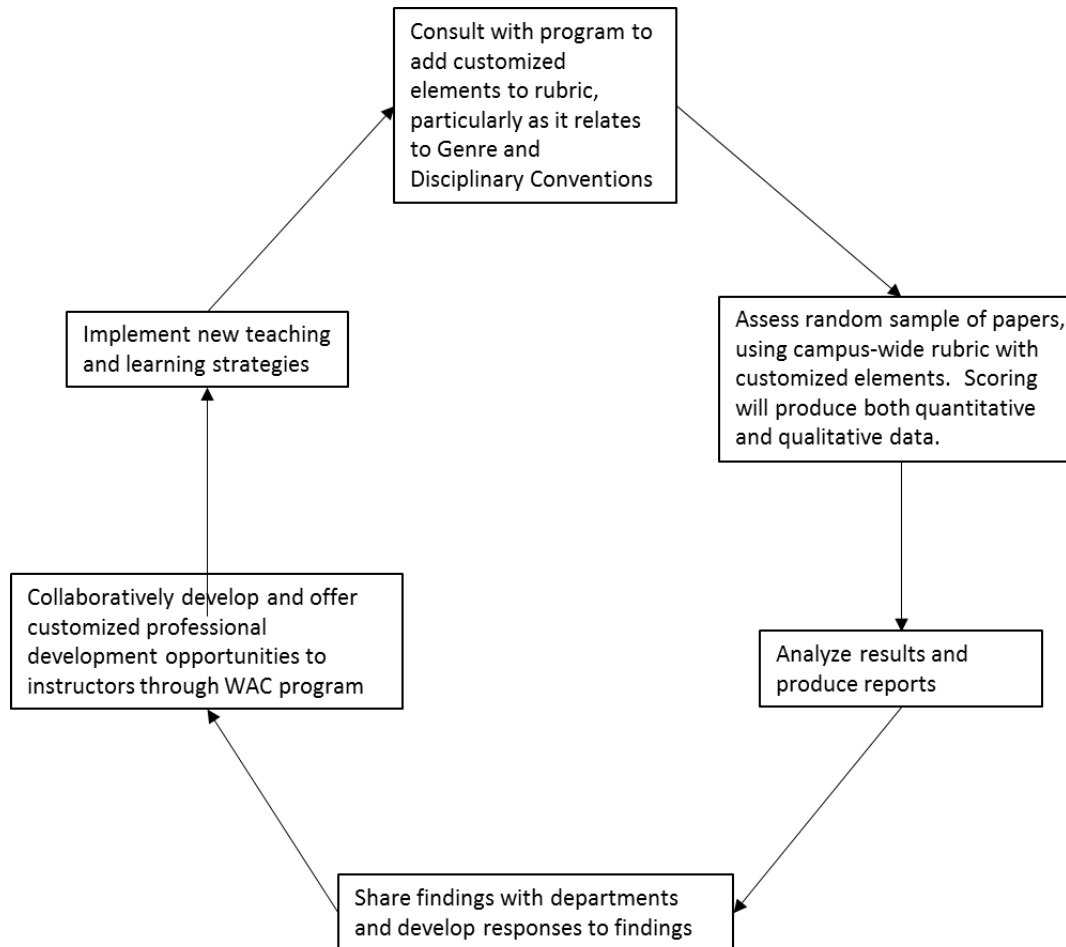 Consult with program to
add customized
elements to rubric,
particularly as it relates
to Genre and
Disciplinary Conventions
Assess random sample of papers,
using campus-wide rubric with
customized elements.  Scoring
will produce both quantitative
and qualitative data.
Analyze results and
produce reports
Share findings with departments
and develop responses to findings
Collaboratively develop and offer
customized professional
development opportunities to
instructors through WAC program
Implement new teaching
and learning strategies